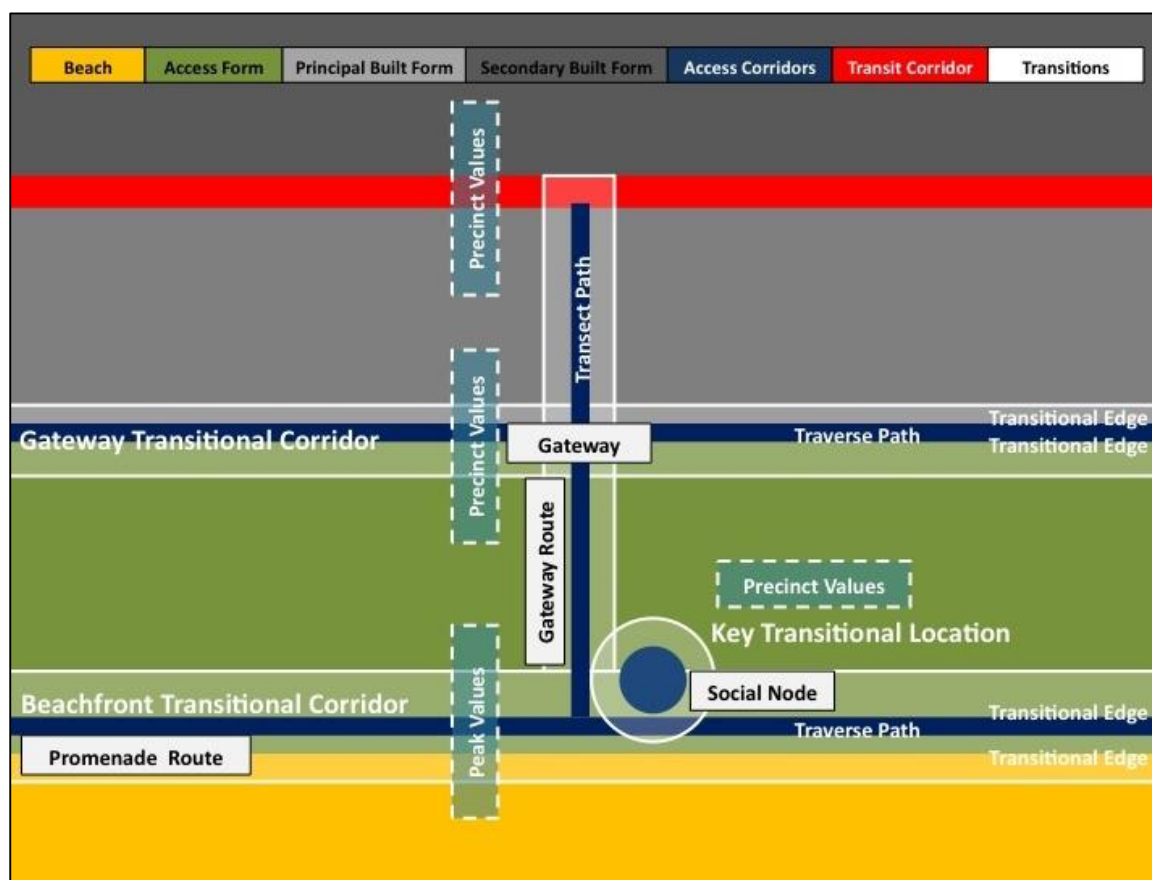 Beach
Access Form
Principal Built Form
Secondary Built Form
Access Corridors
Transit Corridor
Transitions
Precinct Values
Transect Path
Precinct Values
Transitional Edge
Gateway Transitional Corridor
Gateway
Traverse Path
Transitional Edge
Gateway Route
Precinct Values
Key Transitional Location
Social Node
Beachfront Transitional Corridor
Peak Values
Transitional Edge
Traverse Path
Promenade Route
Transitional Edge